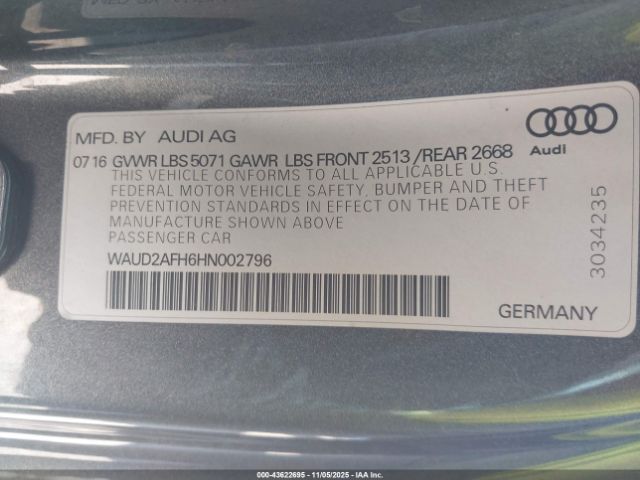 MFD. BY AUDI AG
Audi
07 16 GVWR LBS 5071 GAWR LBS FRONT 2513 /REAR 2668
THIS VEHICLE CONFORMS TO ALL APPLICABLE U.S.
FEDERAL MOTOR VEHICLE SAFETY, BUMPER AND THEFT
PREVENTION STANDARDS IN EFFECT ON THE DATE OF
MANUFACTURE SHOWN ABOVE
PASSENGER CAR
WAUD2AFH6HN002796
3034235
GERMANY
000-43622695 - 11/05/2025 - IAA Inc.